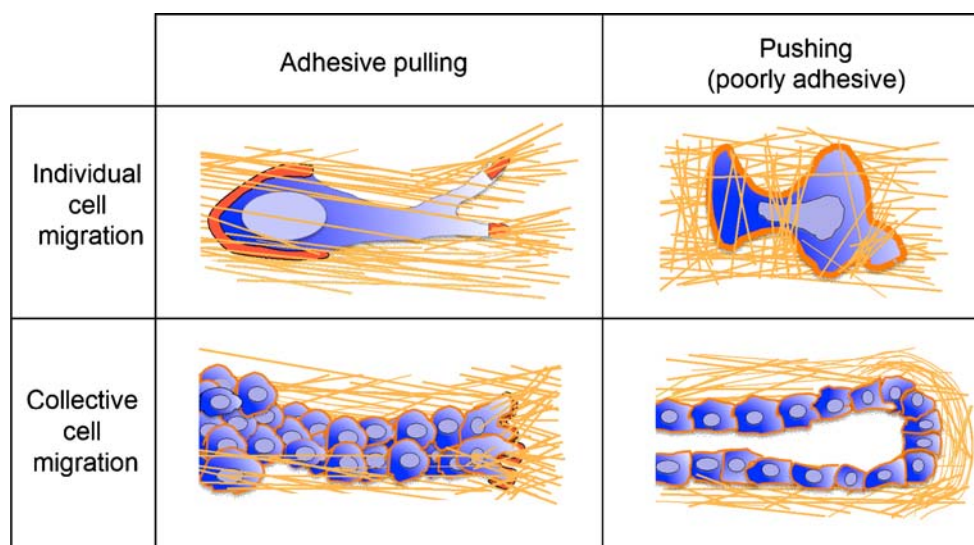 Adhesive pulling
Pushing
(poorly adhesive)
Individual
cell
migration
Collective
cell
migration